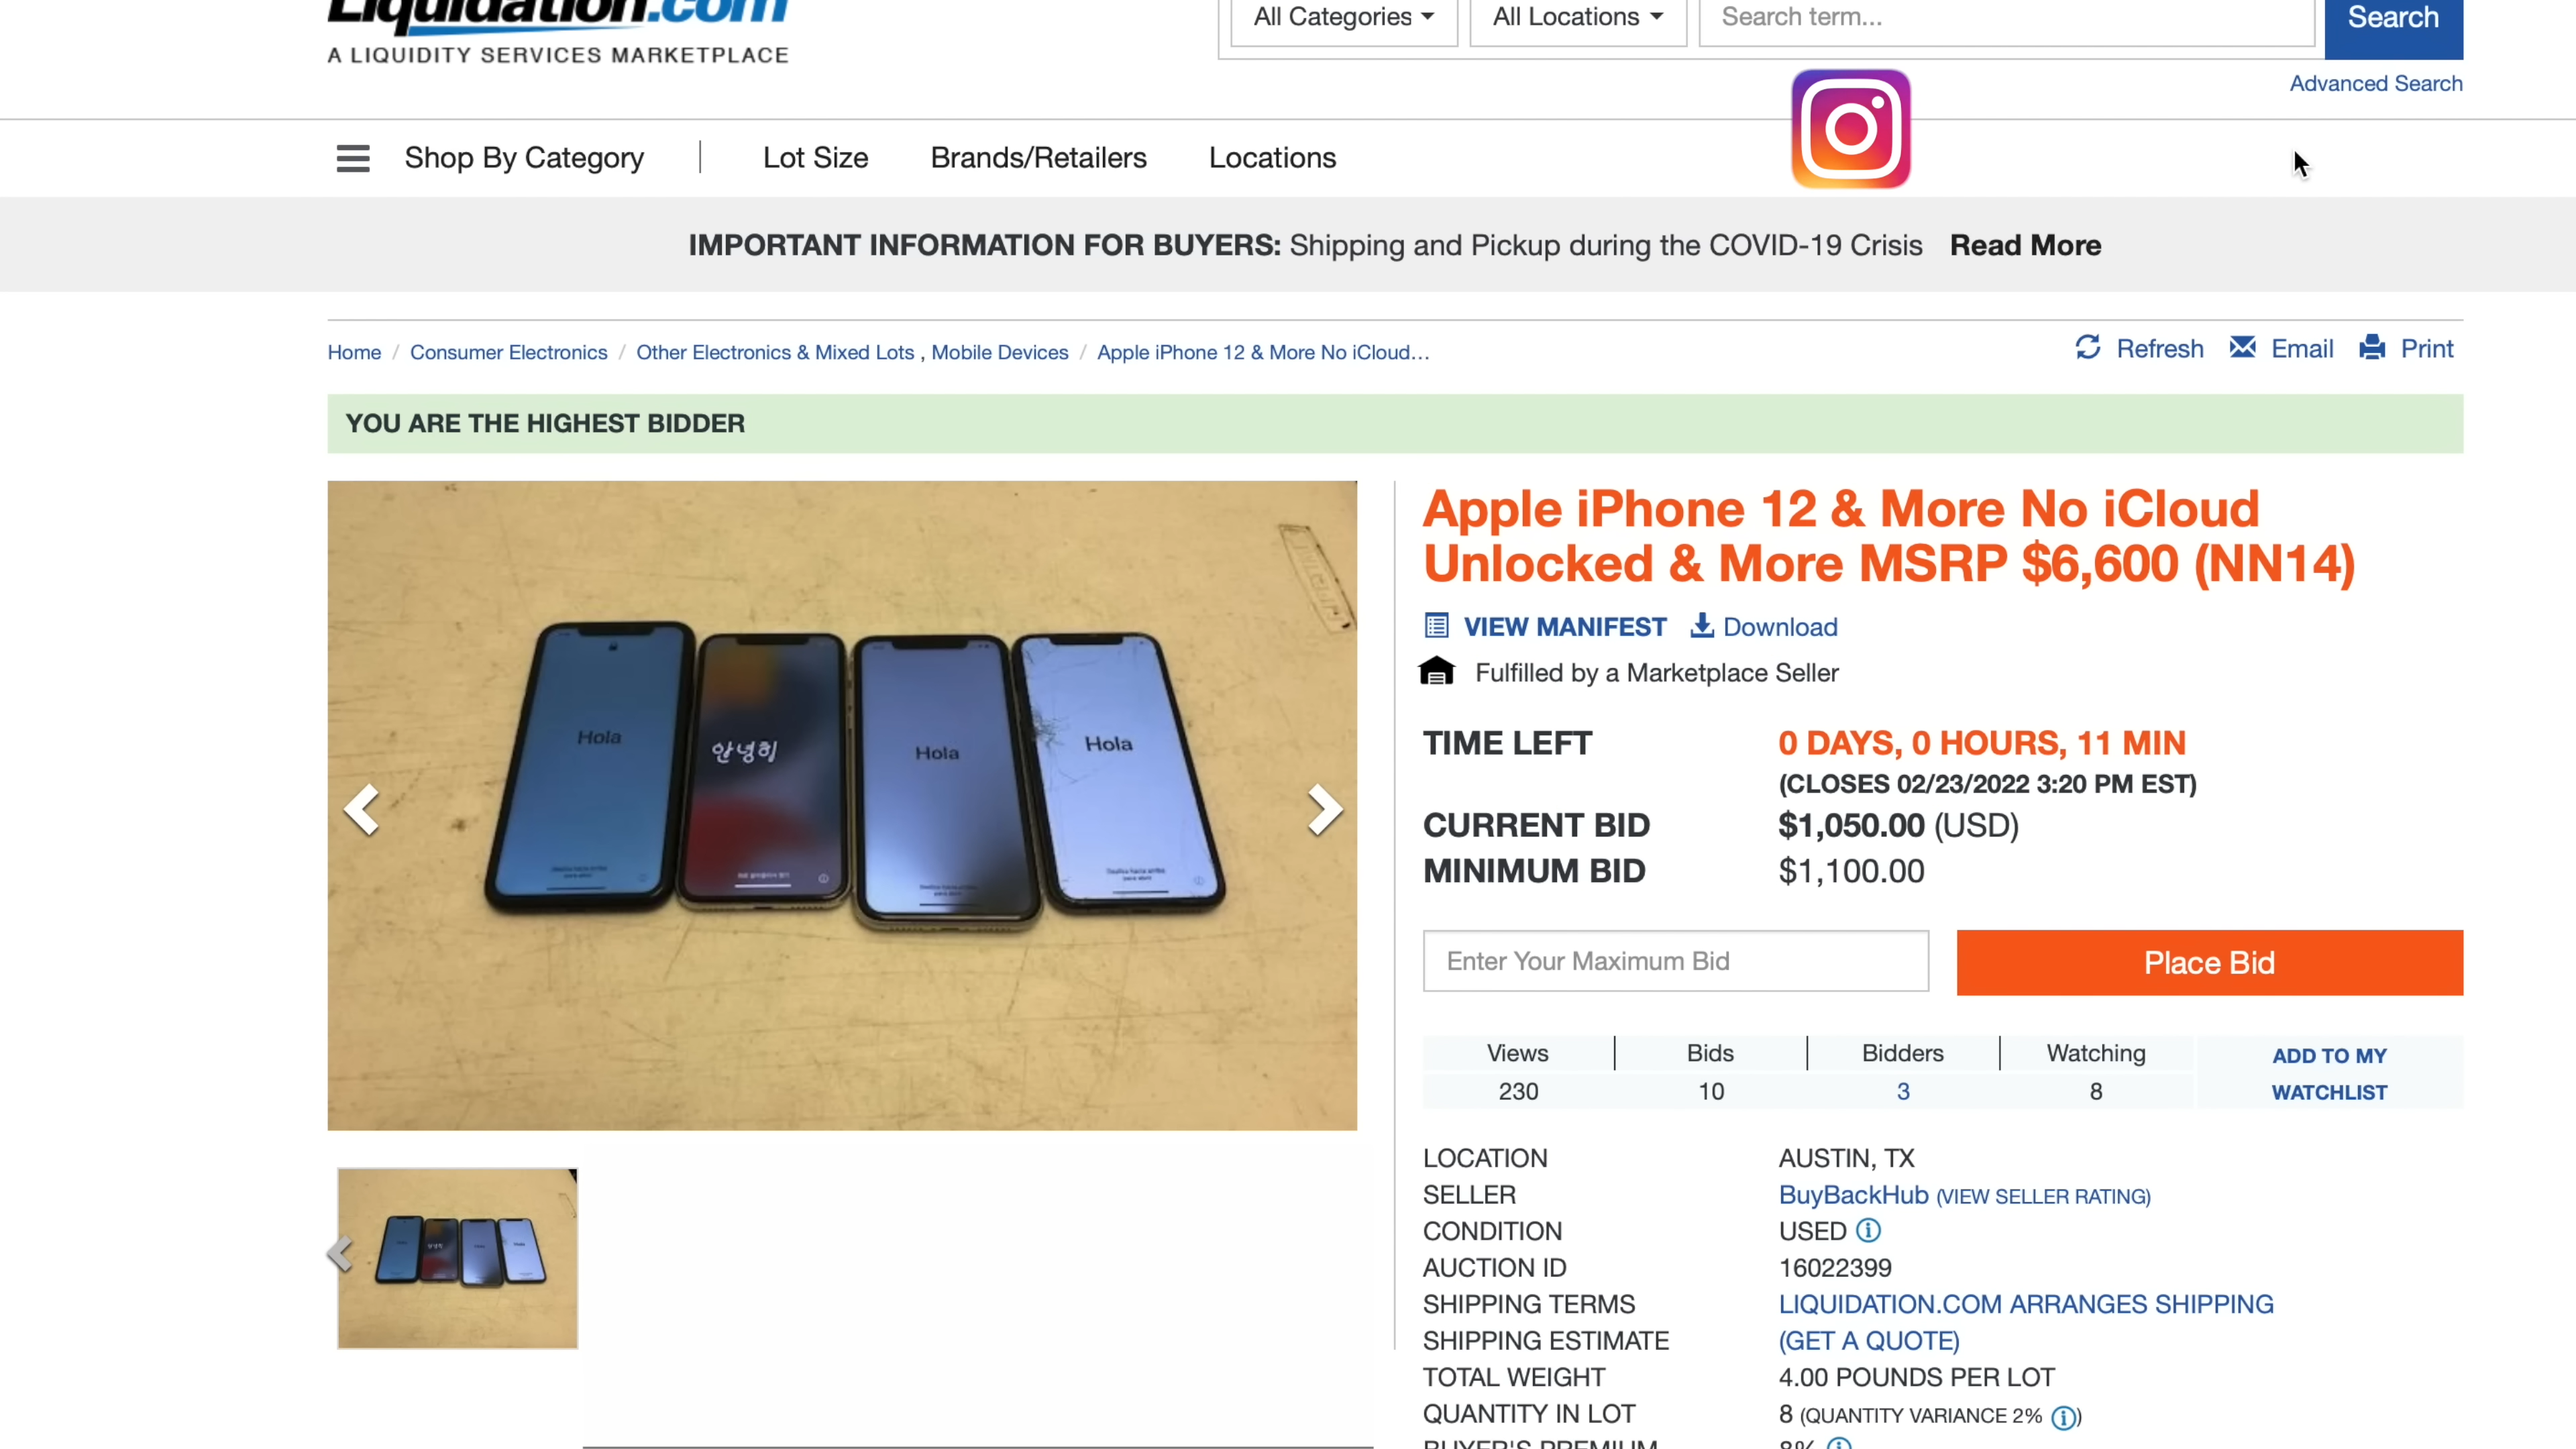 Liquidation.com
A LIQUIDITY SERVICES MARKETPLACE
All Categories
All Locations
Search term...
Search
Advanced Search
Shop By Category
Lot Size
Brands/Retailers
Locations
IMPORTANT INFORMATION FOR BUYERS: Shipping and Pickup during the COVID-19 Crisis Read More
Home / Consumer Electronics / Other Electronics & Mixed Lots , Mobile Devices / Apple iPhone 12 & More No iCloud...
Refresh
Email
Print
YOU ARE THE HIGHEST BIDDER
Hola
안녕히
Hola
Hola
Apple iPhone 12 & More No iCloud
Unlocked & More MSRP $6,600 (NN14)
VIEW MANIFEST Download
Fulfilled by a Marketplace Seller
TIME LEFT 0 DAYS, 0 HOURS, 11 MIN
(CLOSES 02/23/2022 3:20 PM EST)
CURRENT BID $1,050.00 (USD)
MINIMUM BID $1,100.00
Enter Your Maximum Bid
Place Bid
Views Bids Bidders Watching
230 10 3 8
ADD TO MY
WATCHLIST
LOCATION AUSTIN, TX
SELLER BuyBackHub (VIEW SELLER RATING)
CONDITION USED
AUCTION ID 16022399
SHIPPING TERMS LIQUIDATION.COM ARRANGES SHIPPING
SHIPPING ESTIMATE (GET A QUOTE)
TOTAL WEIGHT 4.00 POUNDS PER LOT
QUANTITY IN LOT 8 (QUANTITY VARIANCE 2% )
BUYER'S PREMIUM 8%